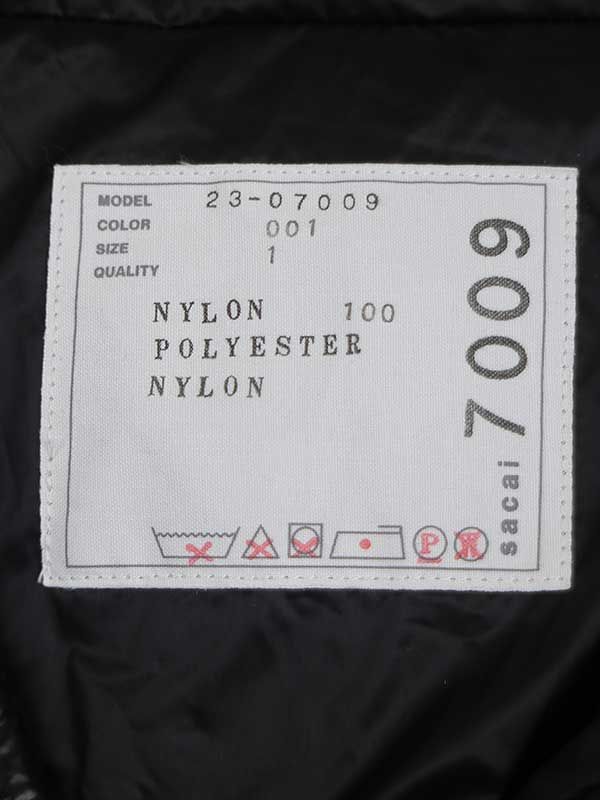 MODEL 23-07009
COLOR 001
SIZE 1
QUALITY
NYLON 100
POLYESTER
NYLON
sacai 7009
P
W